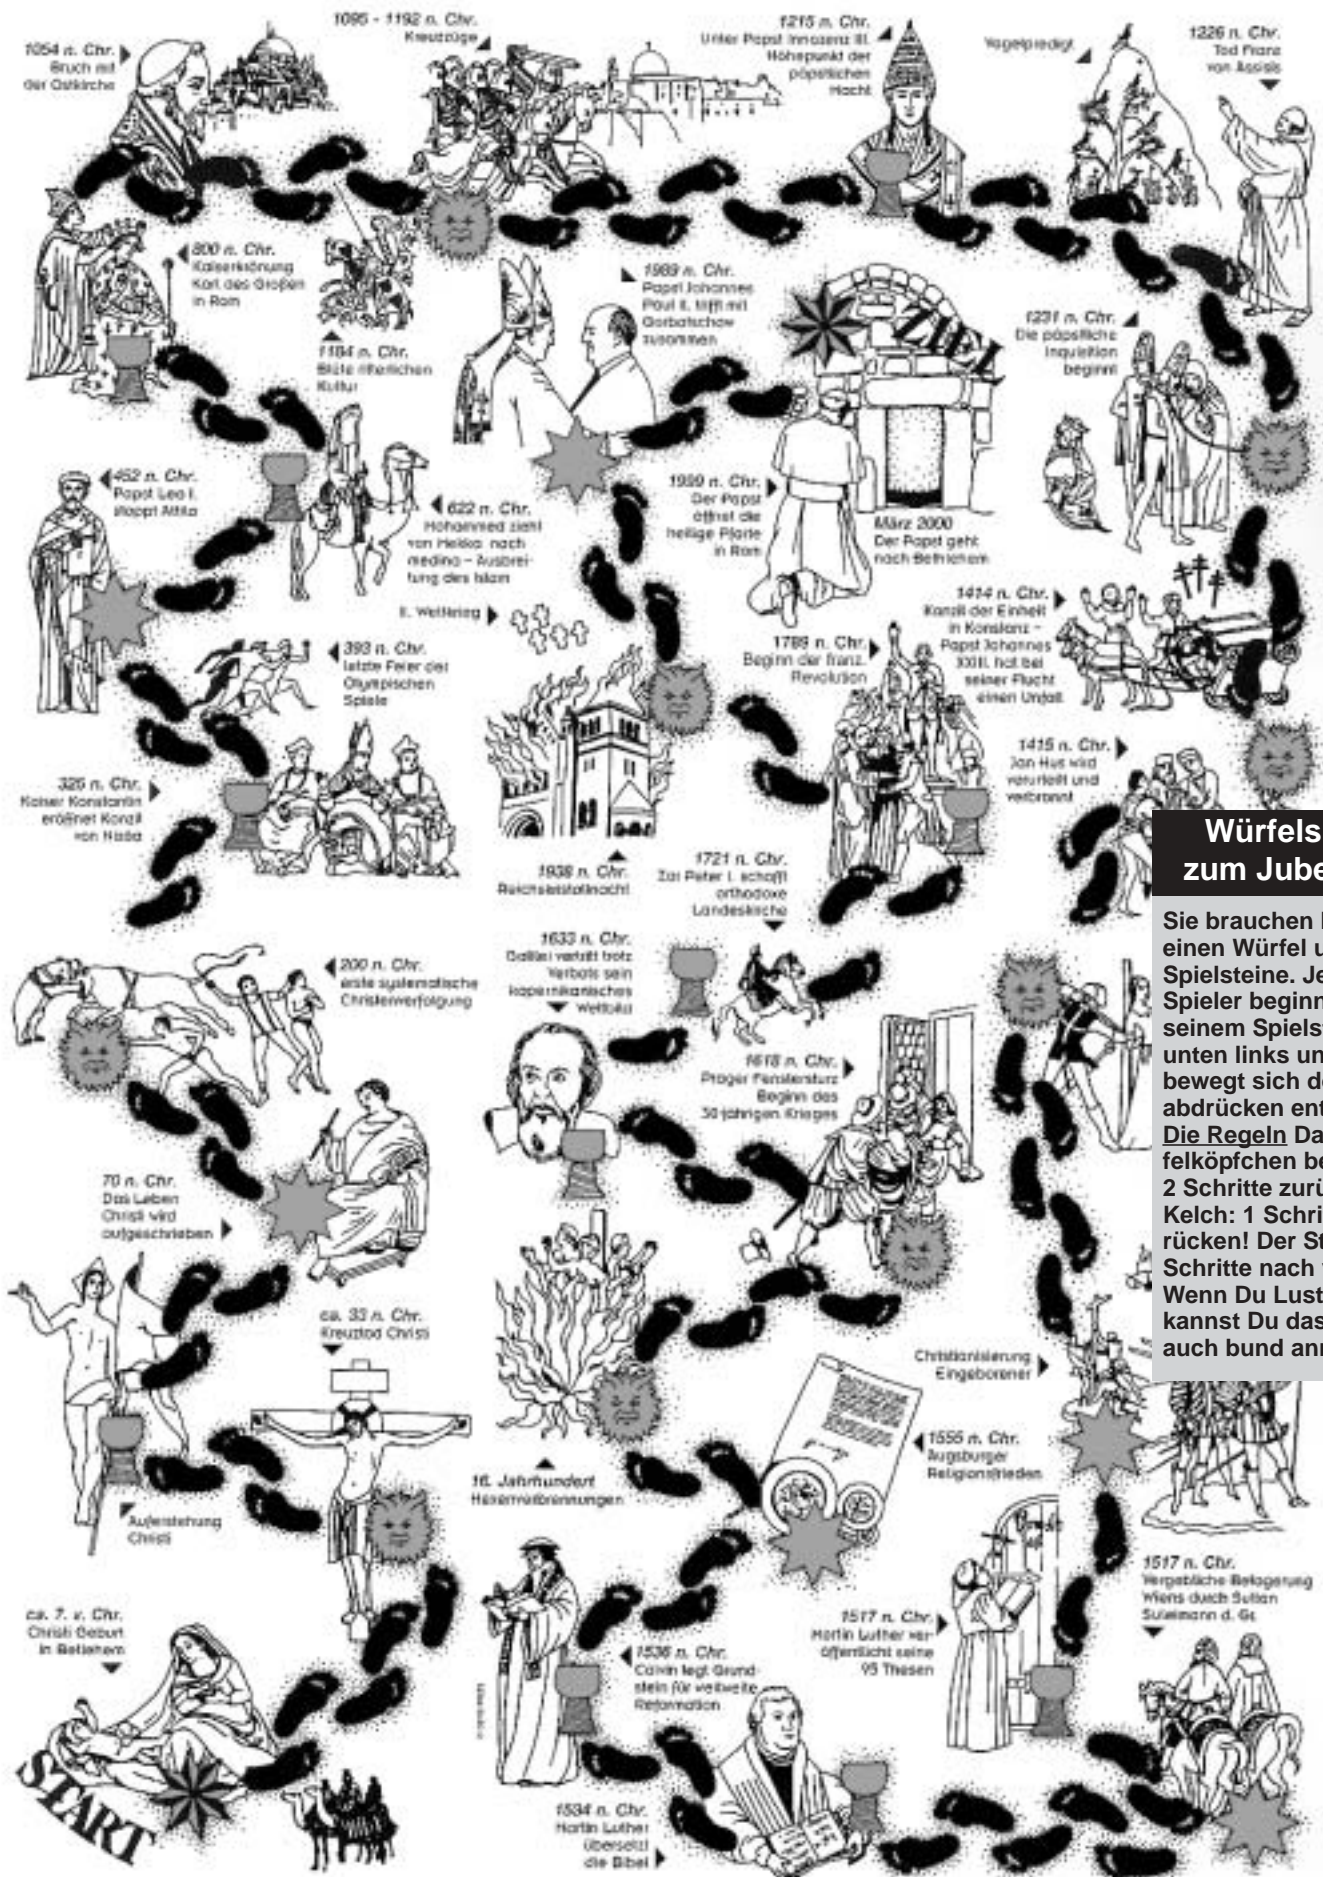 1054 n. Chr.
Bruch mit
der Ostkirche
1095 - 1192 n. Chr.
Kreuzzüge
1215 n. Chr.
Unter Papst Innozenz III.
Höhepunkt der
päpstlichen
Macht
Vogelpredigt
1226 n. Chr.
Tod Franz
von Assisis
800 n. Chr.
Kaiserkrönung
Karl des Großen
in Rom
1184 n. Chr.
Blüte ritterlichen
Kultur
1989 n. Chr.
Papst Johannes
Paul II. trifft mit
Gorbatschow
zusammen
ZIEL
1231 n. Chr.
Die päpstliche
Inquisition
beginnt
452 n. Chr.
Papst Leo I.
stoppt Attila
622 n. Chr.
Mohammed zieht
von Mekka nach
medina - Ausbrei-
tung des Islam
1999 n. Chr.
Der Papst
öffnet die
heilige Pforte
in Rom
März 2000
Der Papst geht
nach Bethlehem
II. Weltkrieg
393 n. Chr.
letzte Feier der
Olympischen
Spiele
1789 n. Chr.
Beginn der franz.
Revolution
1414 n. Chr.
Konzil der Einheit
in Konstanz -
Papst Johannes
XXIII. hat bei
seiner Flucht
einen Unfall
325 n. Chr.
Kaiser Konstantin
eröffnet Konzil
von Nizäa
1415 n. Chr.
Jan Hus wird
verurteilt und
verbrannt
1938 n. Chr.
Reichskristallnacht
1721 n. Chr.
Zar Peter I. schafft
orthodoxe
Landeskirche
Würfels
zum Jube
Sie brauchen
einen Würfel u
Spielsteine. Je
Spieler beginn
seinem Spiels
unten links un
bewegt sich de
abdrücken ent
Die Regeln Da
felköpfchen be
2 Schritte zurü
Kelch: 1 Schri
rücken! Der St
Schritte nach
Wenn Du Lust
kannst Du das
auch bund an
200 n. Chr.
erste systematische
Christenverfolgung
1633 n. Chr.
Galilei vertritt trotz
Verbots sein
kopernikanisches
Weltbild
1618 n. Chr.
Prager Fenstersturz
Beginn des
30-jährigen Krieges
70 n. Chr.
Das Leben
Christi wird
aufgeschrieben
ca. 33 n. Chr.
Kreuztod Christi
Christianisierung
Eingeborener
1555 n. Chr.
Augsburger
Religionsfrieden
16. Jahrhundert
Hexenverbrennungen
Auferstehung
Christi
ca. 7. v. Chr.
Christi Geburt
in Betlehem
1517 n. Chr.
Vergebliche Belagerung
Wiens durch Sultan
Suleimann d. Gr.
1517 n. Chr.
Martin Luther ver-
öffentlicht seine
95 Thesen
1536 n. Chr.
Calvin legt Grund-
stein für weltweite
Reformation
START
1534 n. Chr.
Martin Luther
übersetzt
die Bibel